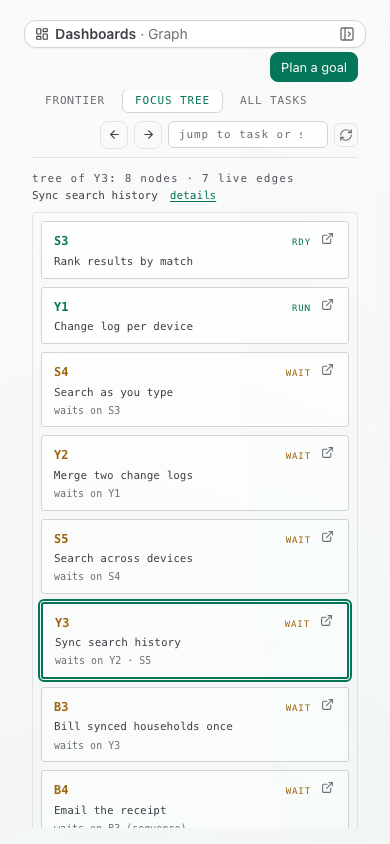 Dashboards · Graph
Plan a goal
FRONTIER FOCUS TREE ALL TASKS
jump to task or s
tree of Y3: 8 nodes · 7 live edges
Sync search history details
S3 RDY
Rank results by match
Y1 RUN
Change log per device
S4 WAIT
Search as you type
waits on S3
Y2 WAIT
Merge two change logs
waits on Y1
S5 WAIT
Search across devices
waits on S4
Y3 WAIT
Sync search history
waits on Y2 · S5
B3 WAIT
Bill synced households once
waits on Y3
B4 WAIT
Email the receipt
waits on B3 (sequence)